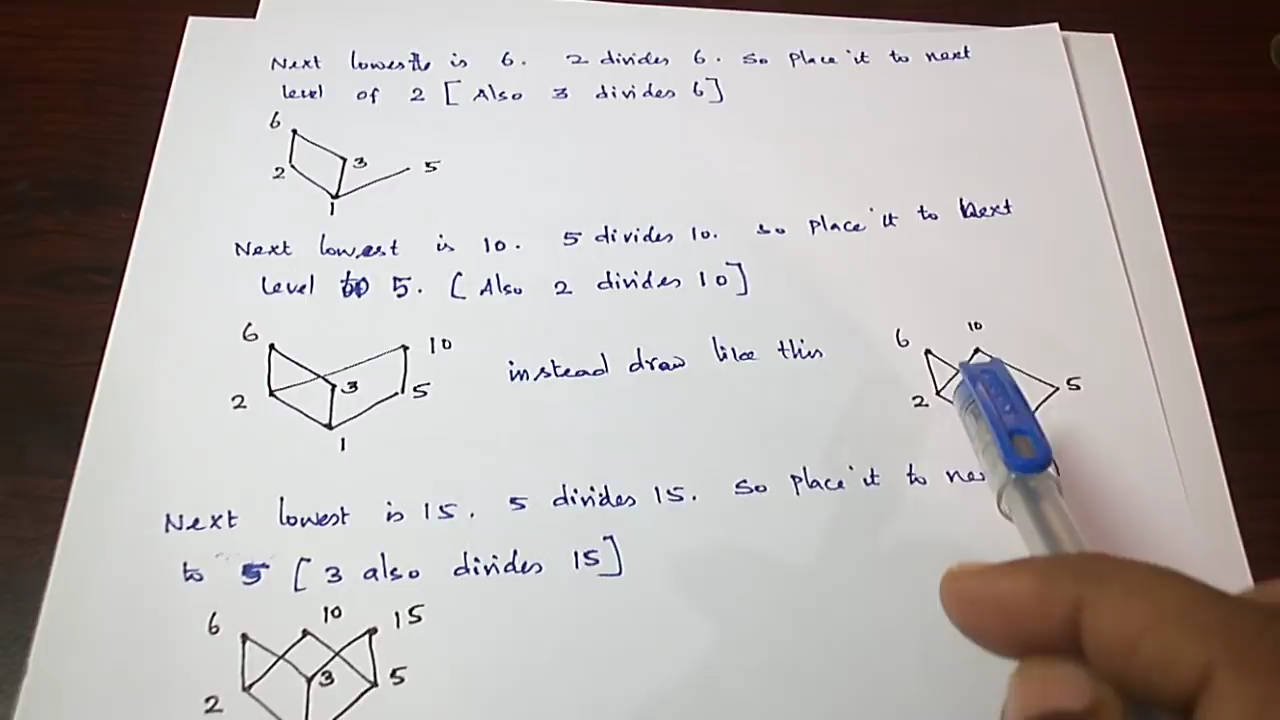 Next lowest is 6. 2 divides 6. So place it to next
level of 2 [Also 3 divides 6]
6
2 3 5
1
Next lowest is 10. 5 divides 10. So place it to next
level to 5. [Also 2 divides 10]
6 10
2 3 5
1
instead draw like this
6 10
2 5
Next lowest is 15. 5 divides 15. So place it to
to 5 [3 also divides 15]
6 10 15
2 3 5